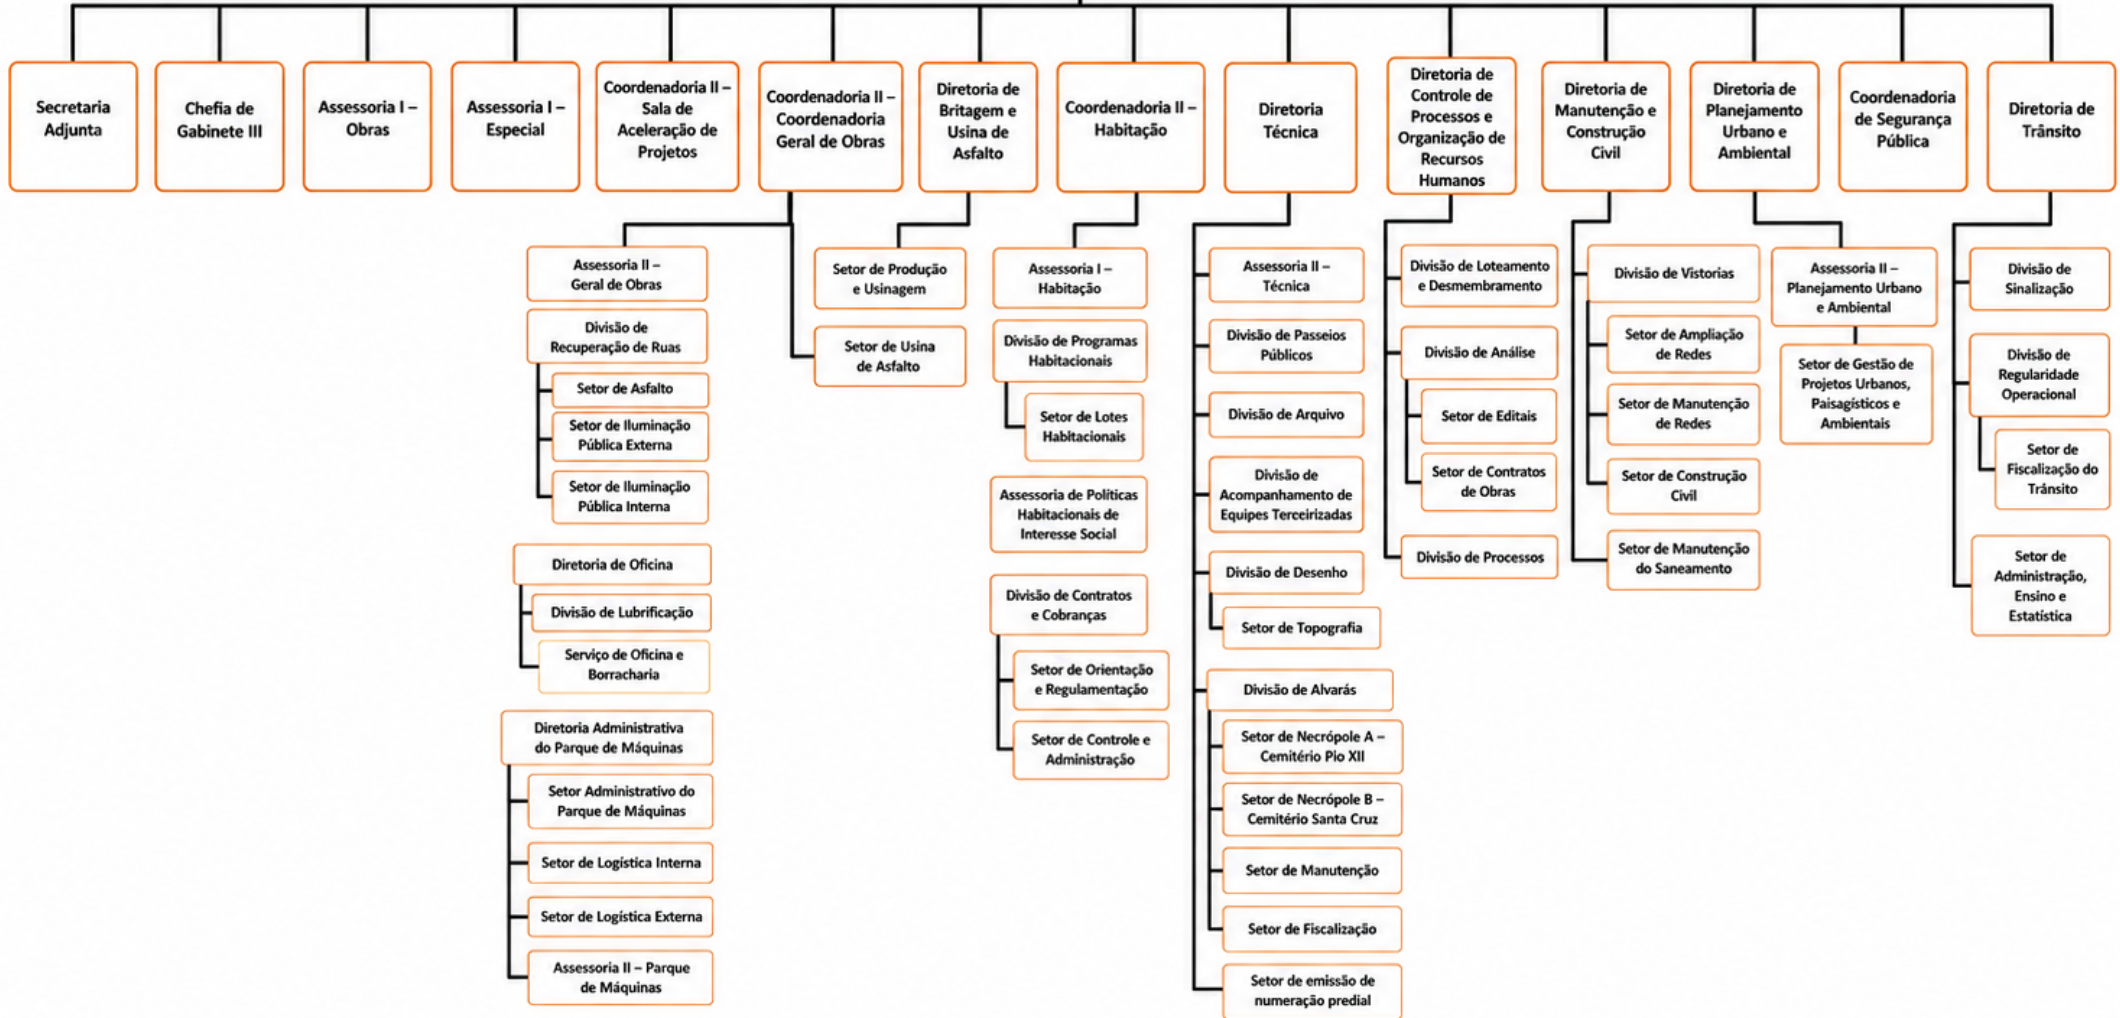 Secretaria
Adjunta
Chefia de
Gabinete III
Assessoria I –
Obras
Assessoria I –
Especial
Coordenadoria II –
Sala de
Aceleração de
Projetos
Coordenadoria II –
Coordenadoria
Geral de Obras
Diretoria de
Britagem e
Usina de
Asfalto
Coordenadoria II –
Habitação
Diretoria
Técnica
Diretoria de
Controle de
Processos e
Organização de
Recursos
Humanos
Diretoria de
Manutenção e
Construção
Civil
Diretoria de
Planejamento
Urbano e
Ambiental
Coordenadoria
de Segurança
Pública
Diretoria de
Trânsito
Assessoria II –
Geral de Obras
Divisão de
Recuperação de Ruas
Setor de Asfalto
Setor de Iluminação
Pública Externa
Setor de Iluminação
Pública Interna
Diretoria de Oficina
Divisão de Lubrificação
Serviço de Oficina e
Borracharia
Diretoria Administrativa
do Parque de Máquinas
Setor Administrativo do
Parque de Máquinas
Setor de Logística Interna
Setor de Logística Externa
Assessoria II – Parque
de Máquinas
Setor de Produção
e Usinagem
Setor de Usina
de Asfalto
Assessoria I –
Habitação
Divisão de Programas
Habitacionais
Setor de Lotes
Habitacionais
Assessoria de Políticas
Habitacionais de
Interesse Social
Divisão de Contratos
e Cobranças
Setor de Orientação
e Regulamentação
Setor de Controle e
Administração
Assessoria II –
Técnica
Divisão de Passeios
Públicos
Divisão de Arquivo
Divisão de
Acompanhamento de
Equipes Terceirizadas
Divisão de Desenho
Setor de Topografia
Divisão de Alvarás
Setor de Necrópole A –
Cemitério Pio XII
Setor de Necrópole B –
Cemitério Santa Cruz
Setor de Manutenção
Setor de Fiscalização
Setor de emissão de
numeração predial
Divisão de Loteamento
e Desmembramento
Divisão de Análise
Setor de Editais
Setor de Contratos
de Obras
Divisão de Processos
Divisão de Vistorias
Setor de Ampliação
de Redes
Setor de Manutenção
de Redes
Setor de Construção
Civil
Setor de Manutenção
do Saneamento
Assessoria II –
Planejamento Urbano
e Ambiental
Setor de Gestão de
Projetos Urbanos,
Paisagísticos e
Ambientais
Divisão de
Sinalização
Divisão de
Regularidade
Operacional
Setor de
Fiscalização do
Trânsito
Setor de
Administração,
Ensino e
Estatística